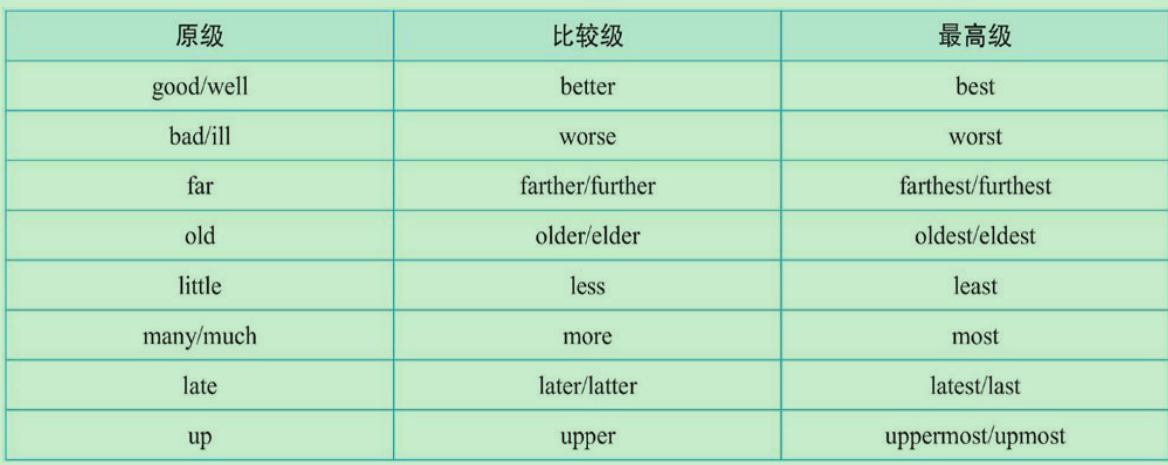 原级 比较级 最高级
good/well better best
bad/ill worse worst
far farther/further farthest/furthest
old older/elder oldest/eldest
little less least
many/much more most
late later/latter latest/last
up upper uppermost/upmost